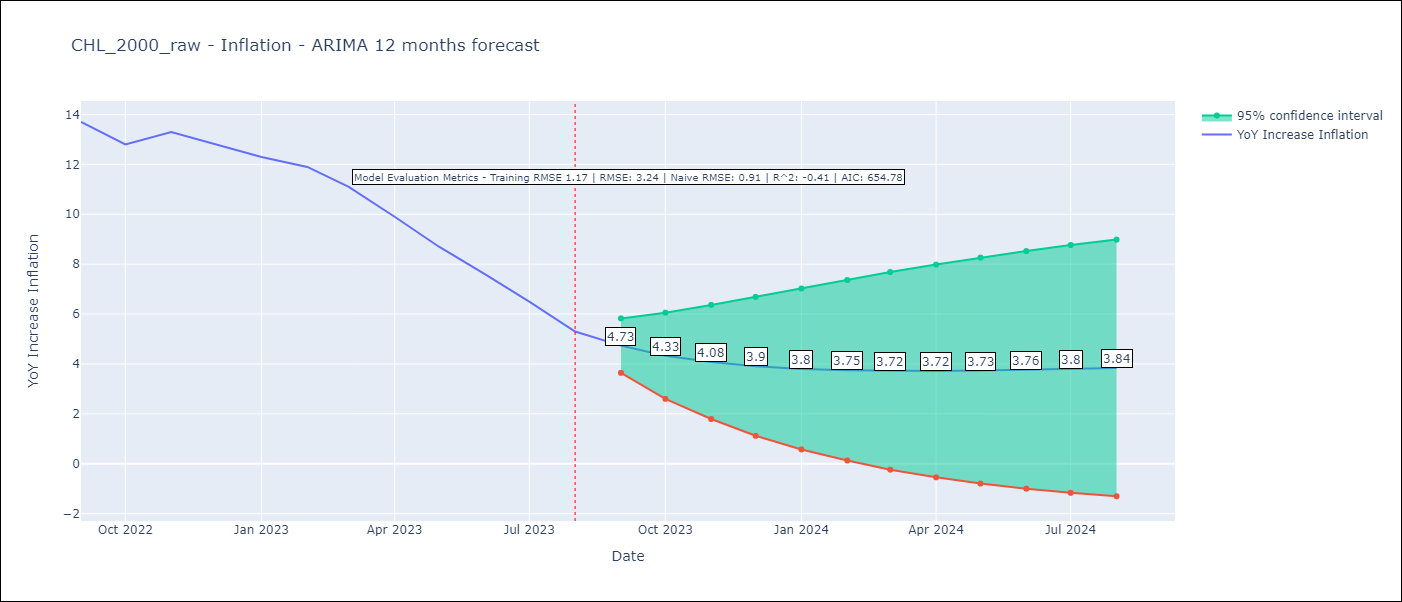 CHL_2000_raw - Inflation - ARIMA 12 months forecast
95% confidence interval
YoY Increase Inflation
14
12
10
8
6
4
2
0
−2
YoY Increase Inflation
Model Evaluation Metrics - Training RMSE 1.17 | RMSE: 3.24 | Naive RMSE: 0.91 | R^2: -0.41 | AIC: 654.78
4.73
4.33
4.08
3.9
3.8
3.75
3.72
3.72
3.73
3.76
3.8
3.84
Oct 2022
Jan 2023
Apr 2023
Jul 2023
Oct 2023
Jan 2024
Apr 2024
Jul 2024
Date